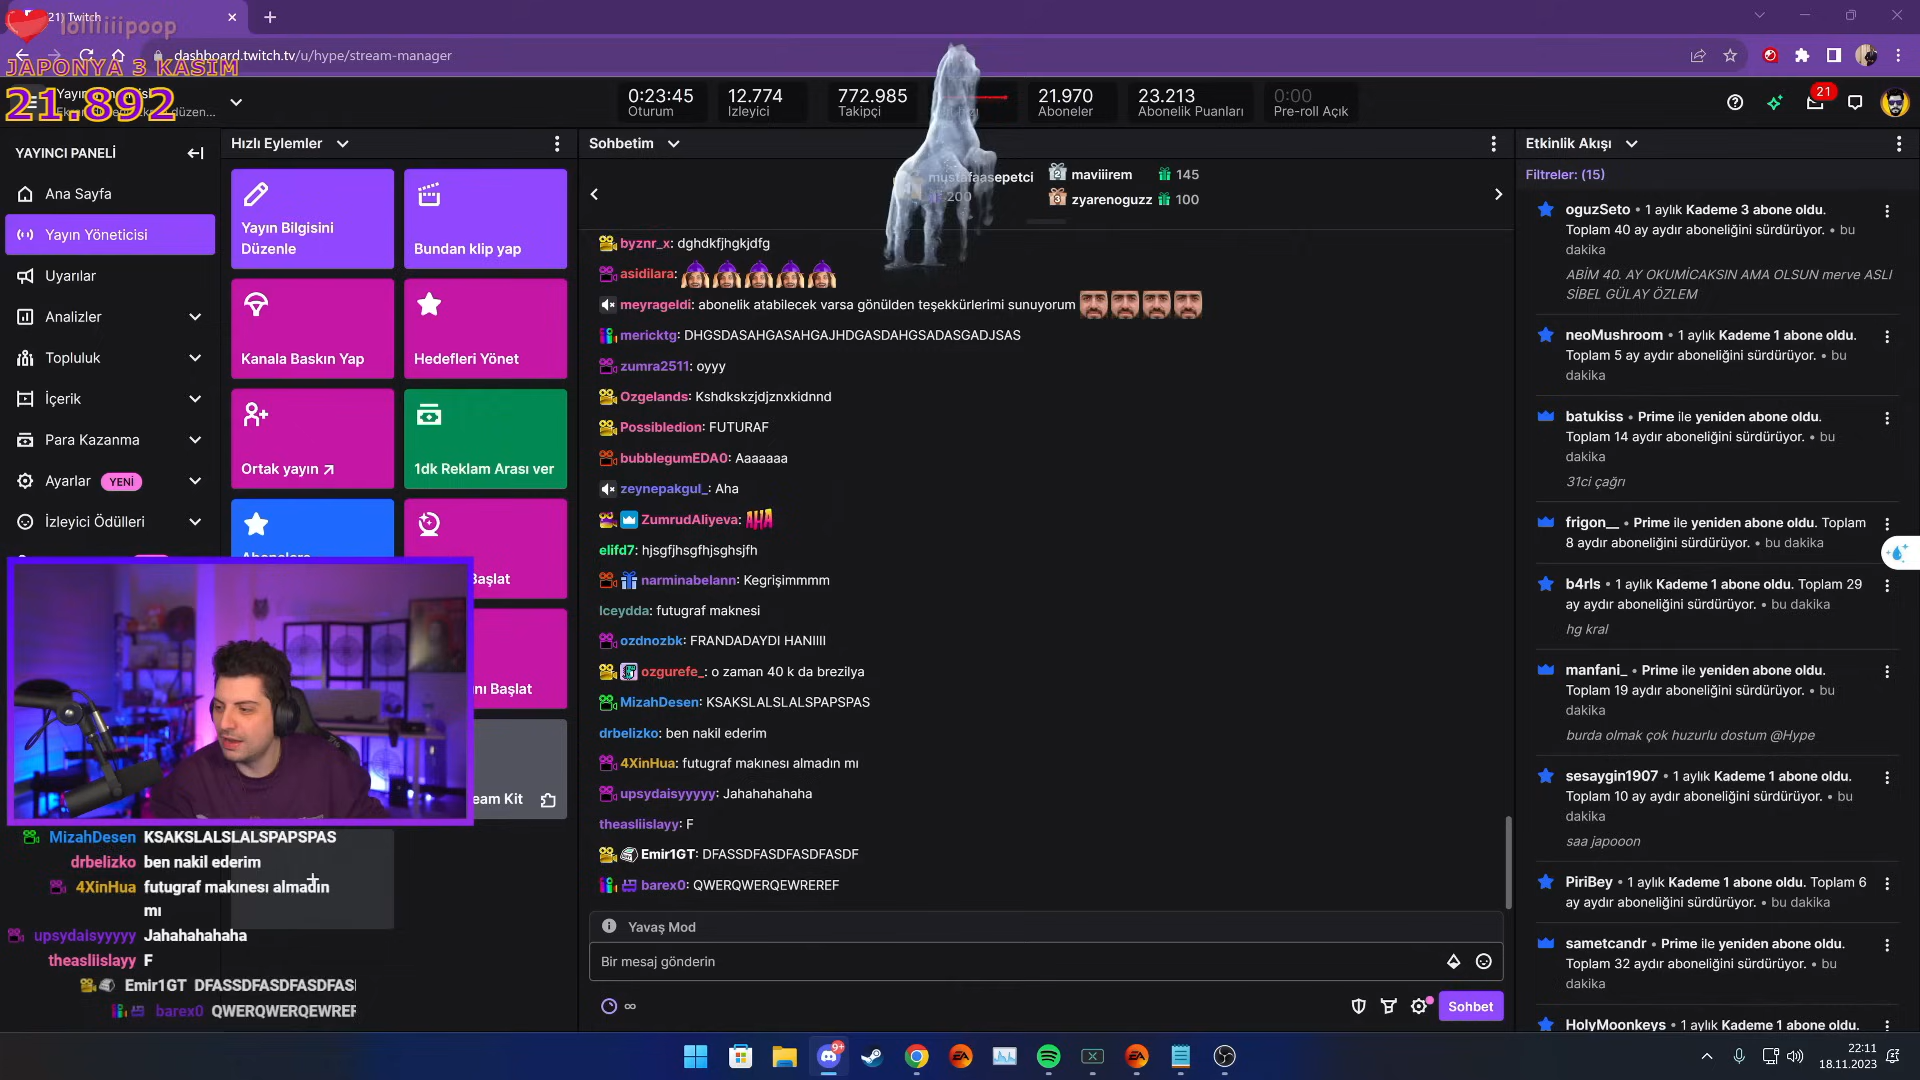 21) Twitch
lolliiiipoop
dashboard.twitch.tv/u/hype/stream-manager
JAPONYA 3 KASIM
21.892
0:23:45
Oturum
12.774
İzleyici
772.985
Takipçi
21.970
Aboneler
23.213
Abonelik Puanları
0:00
Pre-roll Açık
21
YAYINCI PANELİ
Ana Sayfa
Yayın Yöneticisi
Uyarılar
Analizler
Topluluk
İçerik
Para Kazanma
Ayarlar YENİ
İzleyici Ödülleri
Hızlı Eylemler
Yayın Bilgisini
Düzenle
Bundan klip yap
Kanala Baskın Yap
Hedefleri Yönet
Ortak yayın
1dk Reklam Arası ver
Sohbetim
mustafaasepetci
200
2 maviiirem 145
3 zyarenoguzz 100
byznr_x: dghdkfjhgkjdfg
asidilara:
meyrageldi: abonelik atabilecek varsa gönülden teşekkürlerimi sunuyorum
mericktg: DHGSDASAHGASAHGAJHDGASDAHGSADASGADJSAS
zumra2511: oyyy
Ozgelands: Kshdkskzjdjznxkidnnd
Possibledion: FUTURAF
bubblegumEDA0: Aaaaaaa
zeynepakgul_: Aha
ZumrudAliyeva: AHA
elifd7: hjsgfjhsgfhjsghsjfh
narminabelann: Kegrişimmmm
lceydda: futugraf maknesi
ozdnozbk: FRANDADAYDI HANIIII
ozgurefe_: o zaman 40 k da brezilya
MizahDesen: KSAKSLALSLALSPAPSPAS
drbelizko: ben nakil ederim
4XinHua: futugraf makınesı almadın mı
upsydaisyyyyy: Jahahahahaha
theasliislayy: F
Emir1GT: DFASSDFASDFASDFASDF
barex0: QWERQWERQEWREREF
Yavaş Mod
Bir mesaj gönderin
∞
Sohbet
Etkinlik Akışı
Filtreler: (15)
oguzSeto • 1 aylık Kademe 3 abone oldu.
Toplam 40 ay aydır aboneliğini sürdürüyor. • bu
dakika
ABİM 40. AY OKUMİCAKSIN AMA OLSUN merve ASLI
SİBEL GÜLAY ÖZLEM
neoMushroom • 1 aylık Kademe 1 abone oldu.
Toplam 5 ay aydır aboneliğini sürdürüyor. • bu
dakika
batukiss • Prime ile yeniden abone oldu.
Toplam 14 aydır aboneliğini sürdürüyor. • bu
dakika
31ci çağrı
frigon__ • Prime ile yeniden abone oldu. Toplam
8 aydır aboneliğini sürdürüyor. • bu dakika
b4rls • 1 aylık Kademe 1 abone oldu. Toplam 29
ay aydır aboneliğini sürdürüyor. • bu dakika
hg kral
manfani_ • Prime ile yeniden abone oldu.
Toplam 19 aydır aboneliğini sürdürüyor. • bu
dakika
burda olmak çok huzurlu dostum @Hype
sesaygin1907 • 1 aylık Kademe 1 abone oldu.
Toplam 10 ay aydır aboneliğini sürdürüyor. • bu
dakika
saa japooon
PiriBey • 1 aylık Kademe 1 abone oldu. Toplam 6
ay aydır aboneliğini sürdürüyor. • bu dakika
sametcandr • Prime ile yeniden abone oldu.
Toplam 32 aydır aboneliğini sürdürüyor. • bu
dakika
HolyMoonkeys • 1 aylık Kademe 1 abone oldu.
MizahDesen KSAKSLALSLALSPAPSPAS
drbelizko ben nakil ederim
4XinHua futugraf makınesı almadın
mı
upsydaisyyyyy Jahahahahaha
theasliislayy F
Emir1GT DFASSDFASDFASDFAS
barex0 QWERQWERQEWREF
9+
22:11
18.11.2023